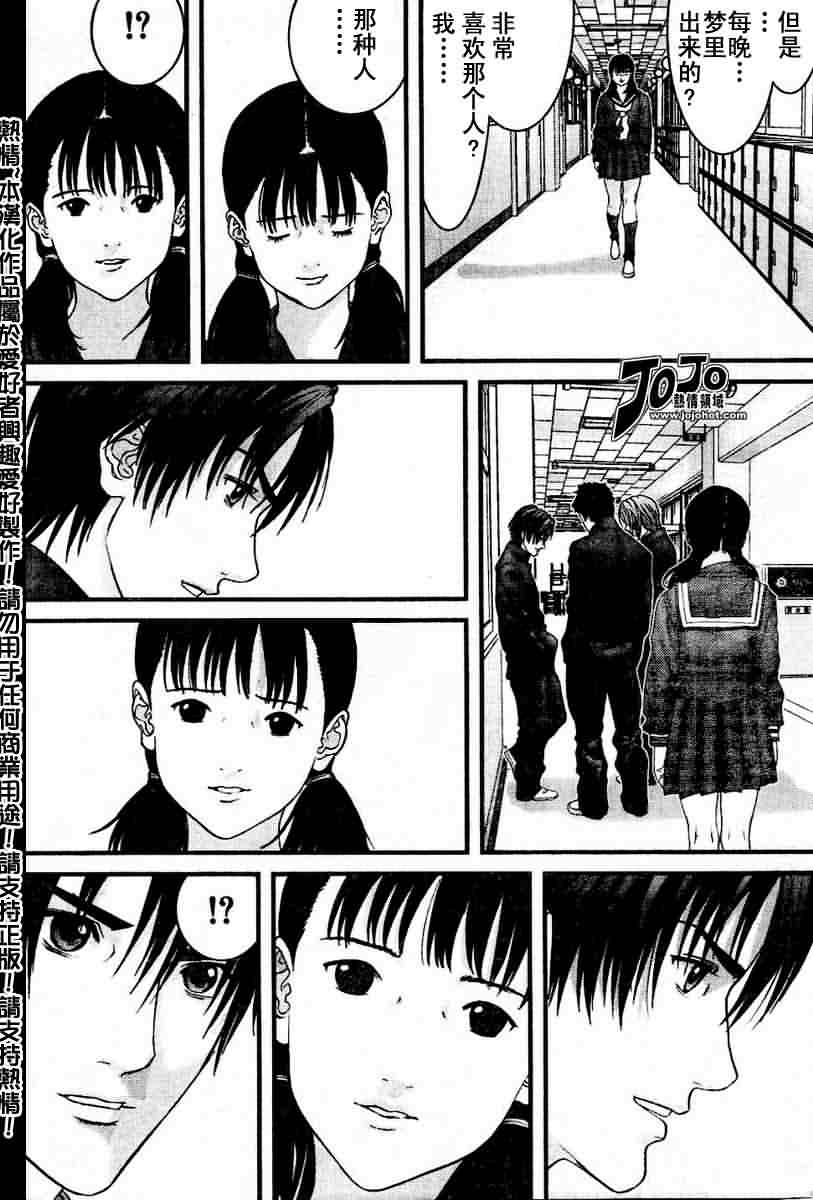 但是
…
每晚…
梦里
出来的?
非常
喜欢那个人?
我……
那种人
……
!?
JOJO
熱情領域
www.jojohot.com
!?
熱情,本漢化作品屬於愛好者興趣愛好製作!請勿用于任何商業用途!請支持正版!請支持熱情!